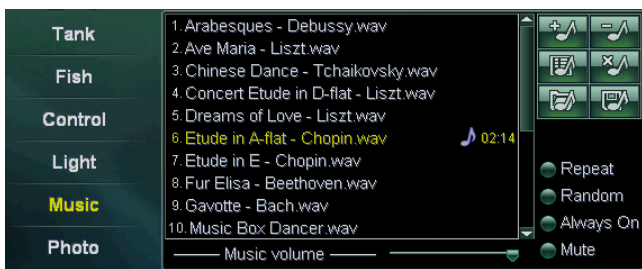 Tank
Fish
Control
Light
Music
Photo
1. Arabesques - Debussy.wav
2. Ave Maria - Liszt.wav
3. Chinese Dance - Tchaikovsky.wav
4. Concert Etude in D-flat - Liszt.wav
5. Dreams of Love - Liszt.wav
6. Etude in A-flat - Chopin.wav 02:14
7. Etude in E - Chopin.wav
8. Fur Elisa - Beethoven.wav
9. Gavotte - Bach.wav
10. Music Box Dancer.wav
Music volume
Repeat
Random
Always On
Mute